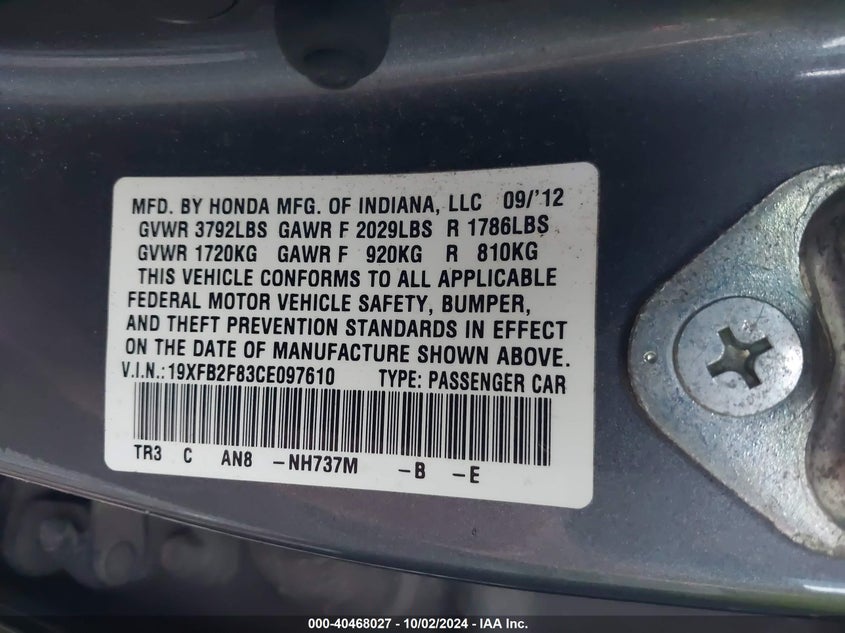 MFD. BY HONDA MFG. OF INDIANA, LLC 09/'12
GVWR 3792LBS GAWR F 2029LBS R 1786LBS
GVWR 1720KG GAWR F 920KG R 810KG
THIS VEHICLE CONFORMS TO ALL APPLICABLE
FEDERAL MOTOR VEHICLE SAFETY, BUMPER,
AND THEFT PREVENTION STANDARDS IN EFFECT
ON THE DATE OF MANUFACTURE SHOWN ABOVE.
V.I.N.:19XFB2F83CE097610 TYPE: PASSENGER CAR
TR3 C AN8 -NH737M -B -E
000-40468027 - 10/02/2024 - IAA Inc.